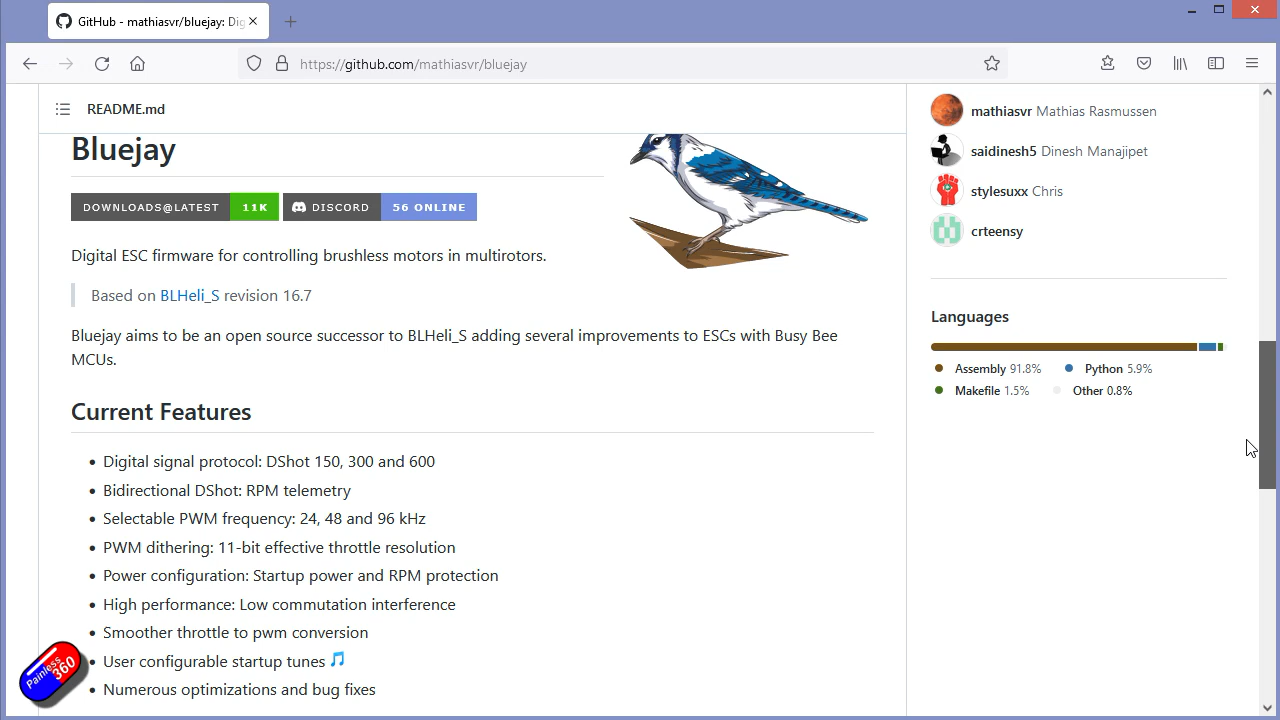 GitHub - mathiasvr/bluejay: Dig
https://github.com/mathiasvr/bluejay
README.md
Bluejay
DOWNLOADS@LATEST 11K DISCORD 56 ONLINE
Digital ESC firmware for controlling brushless motors in multirotors.
Based on BLHeli_S revision 16.7
Bluejay aims to be an open source successor to BLHeli_S adding several improvements to ESCs with Busy Bee
MCUs.
Current Features
• Digital signal protocol: DShot 150, 300 and 600
• Bidirectional DShot: RPM telemetry
• Selectable PWM frequency: 24, 48 and 96 kHz
• PWM dithering: 11-bit effective throttle resolution
• Power configuration: Startup power and RPM protection
• High performance: Low commutation interference
• Smoother throttle to pwm conversion
• User configurable startup tunes 🎵
• Numerous optimizations and bug fixes
mathiasvr Mathias Rasmussen
saidinesh5 Dinesh Manajipet
stylesuxx Chris
crteensy
Languages
Assembly 91.8% Python 5.9%
Makefile 1.5% Other 0.8%
Painless
360